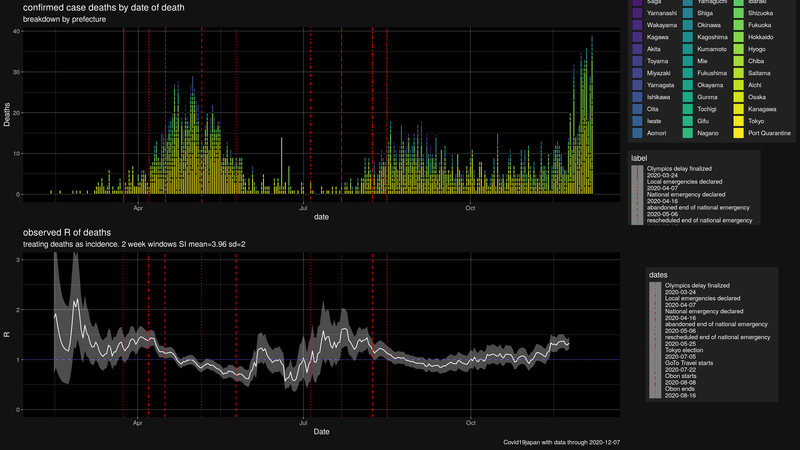 confirmed case deaths by date of death
breakdown by prefecture
40
30
20
10
0
Deaths
Apr
Jul
Oct
date
observed R of deaths
treating deaths as incidence. 2 week windows SI mean=3.96 sd=2
3
2
1
0
R
Apr
Jul
Oct
Date
Covid19japan with data through 2020-12-07
Saga Yamaguchi Ibaraki
Yamanashi Shiga Shizuoka
Wakayama Okinawa Fukuoka
Kagawa Kagoshima Hokkaido
Akita Kumamoto Hyogo
Toyama Mie Chiba
Miyazaki Fukushima Saitama
Yamagata Okayama Aichi
Ishikawa Gunma Osaka
Oita Tochigi Kanagawa
Iwate Gifu Tokyo
Aomori Nagano Port Quarantine
label
Olympics delay finalized
2020-03-24
Local emergencies declared
2020-04-07
National emergency declared
2020-04-16
abandoned end of national emergency
2020-05-06
rescheduled end of national emergency
dates
Olympics delay finalized
2020-03-24
Local emergencies declared
2020-04-07
National emergency declared
2020-04-16
abandoned end of national emergency
2020-05-06
rescheduled end of national emergency
2020-05-25
Tokyo election
2020-07-05
GoTo Travel starts
2020-07-22
Obon starts
2020-08-08
Obon ends
2020-08-16